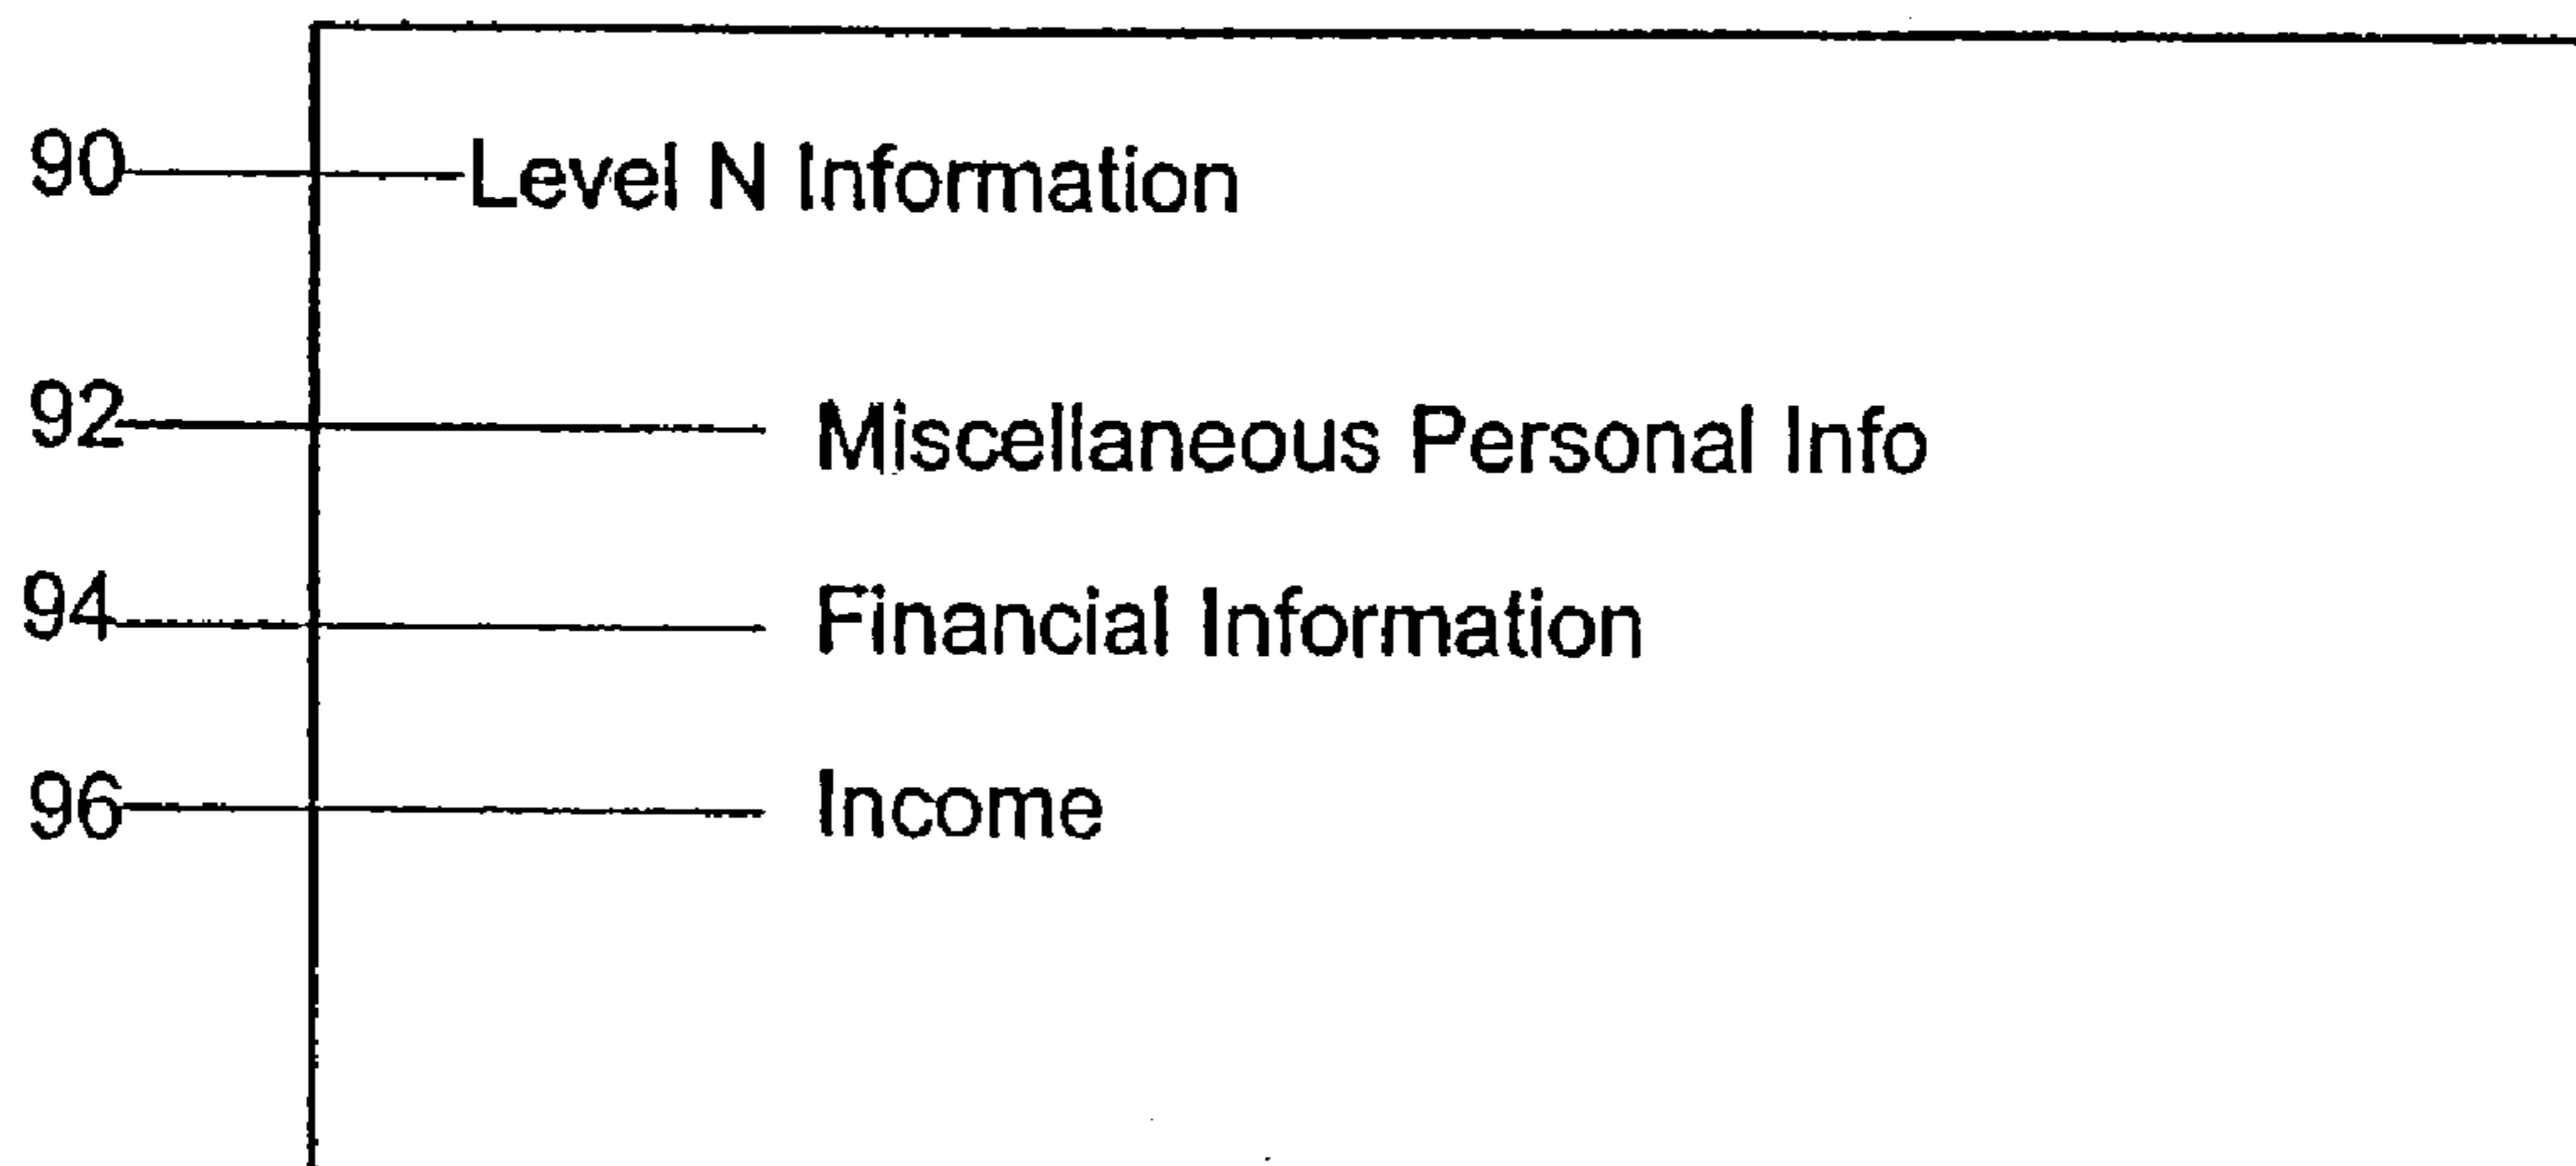 90 Level N Information
92 Miscellaneous Personal Info
94 Financial Information
96 Income